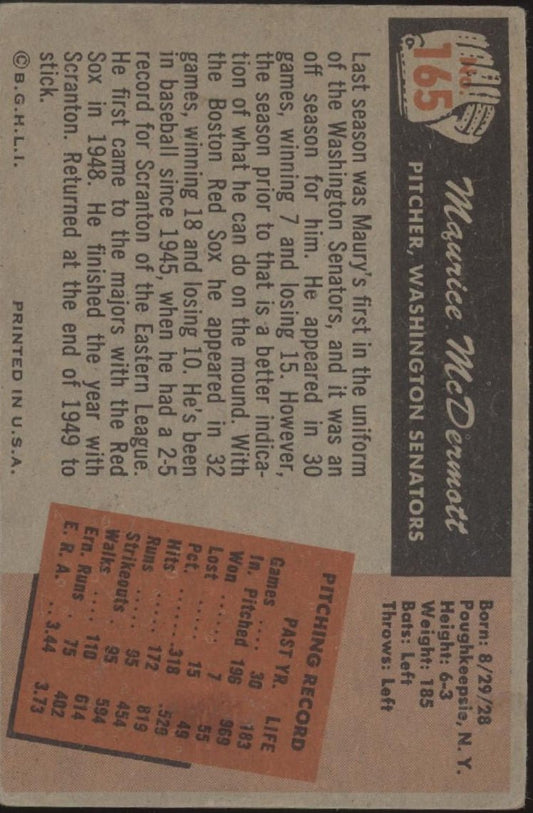 NO.
165
Maurice McDermott
PITCHER, WASHINGTON SENATORS
Born: 8/29/28
Poughkeepsie, N. Y.
Height: 6-3
Weight: 185
Bats: Left
Throws: Left
Last season was Maury's first in the uniform
of the Washington Senators, and it was an
off season for him. He appeared in 30
games, winning 7 and losing 15. However,
the season prior to that is a better indica-
tion of what he can do on the mound. With
the Boston Red Sox he appeared in 32
games, winning 18 and losing 10. He's been
in baseball since 1945, when he had a 2-5
record for Scranton of the Eastern League.
He first came to the majors with the Red
Sox in 1948. He finished the year with
Scranton. Returned at the end of 1949 to
stick.
© B.G.H.L.I. PRINTED IN U.S.A.
PITCHING RECORD
PAST YR. LIFE
Games .... 30 183
In. Pitched 196 969
Won ...... 7 55
Lost ..... 15 49
Pct. ....... .318 .529
Hits ...... 172 819
Runs ..... 95 454
Strikeouts .. 95 594
Walks .... 110 614
Ern. Runs 75 402
E. R. A. .. 3.44 3.73